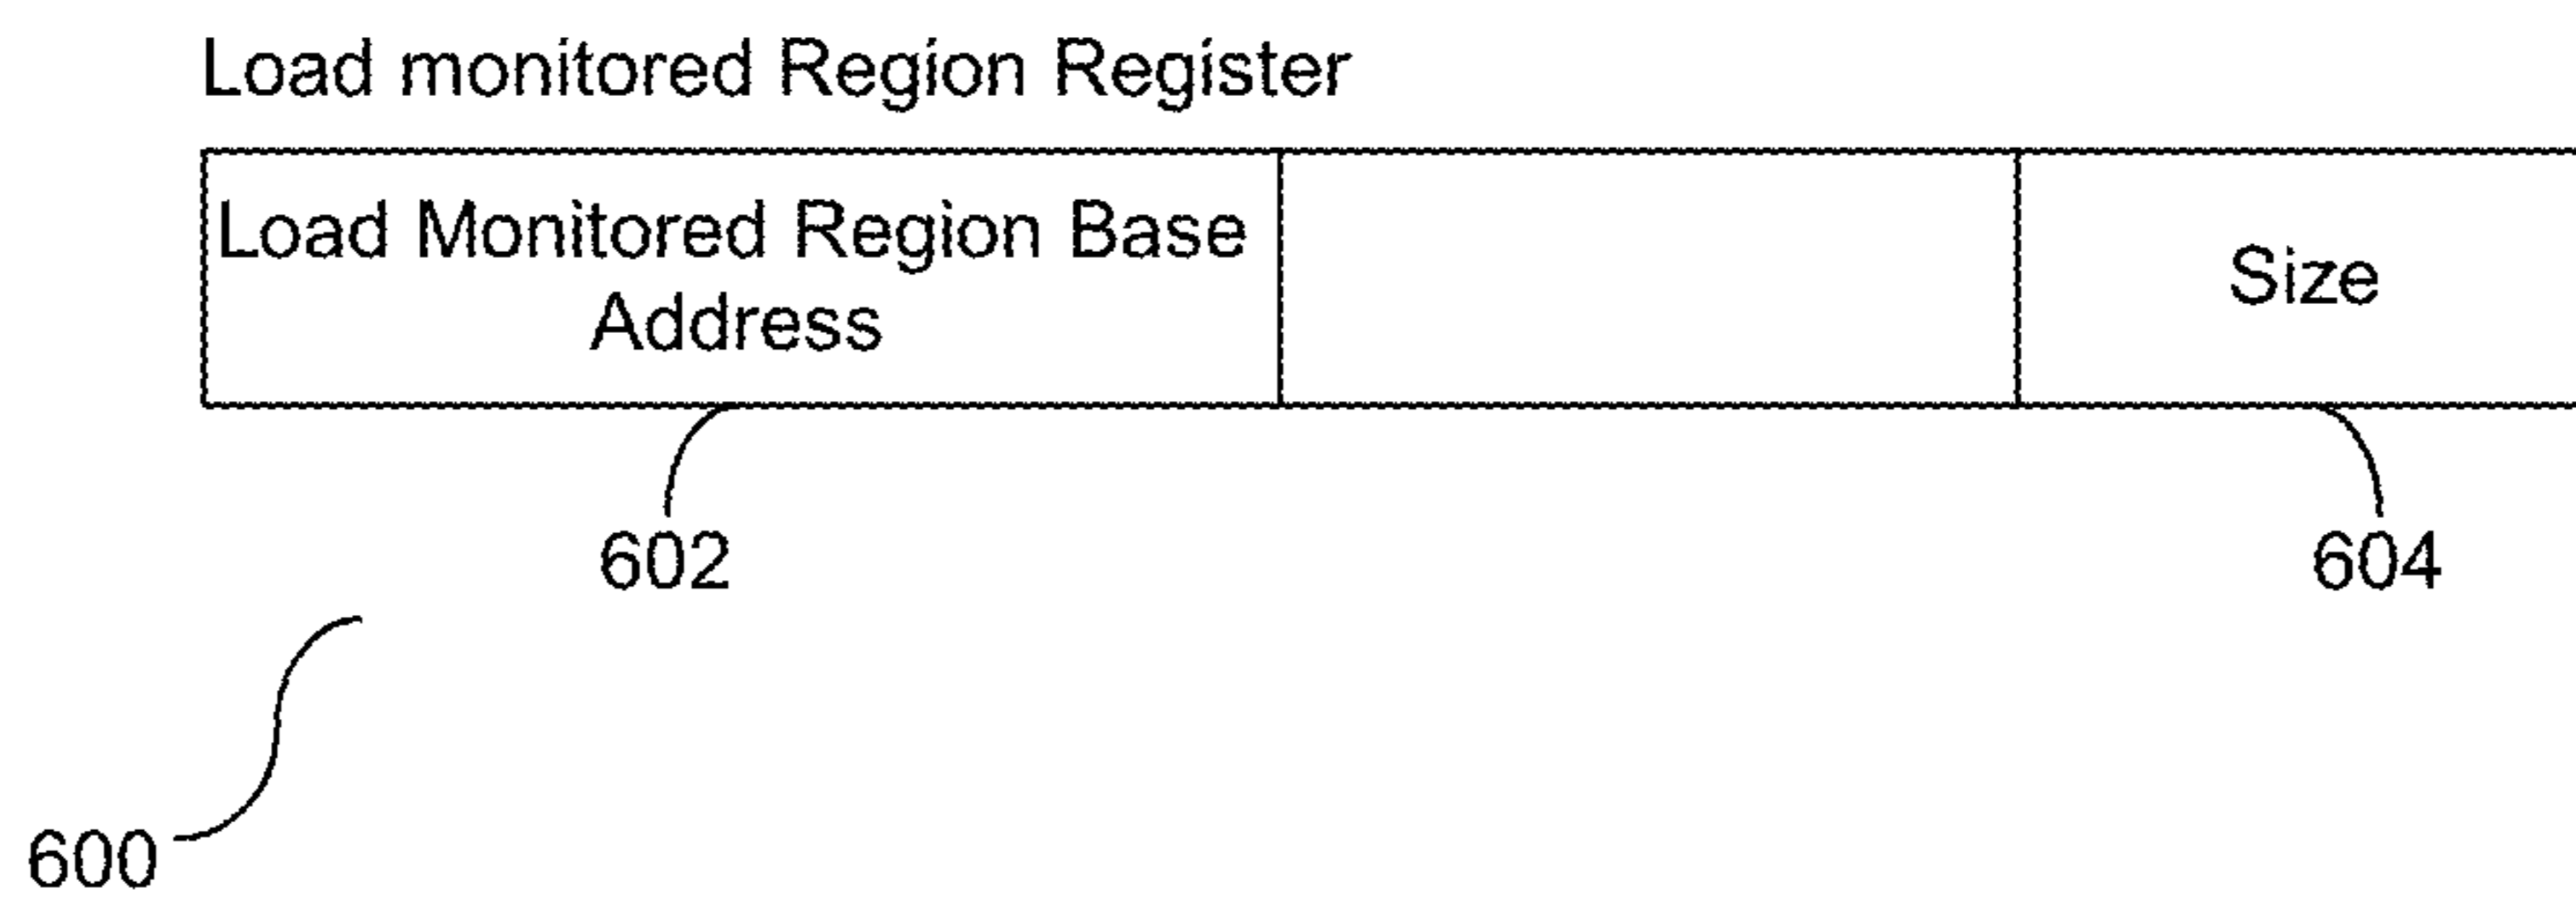 Load monitored Region Register
Load Monitored Region Base
Address
Size
602
604
600